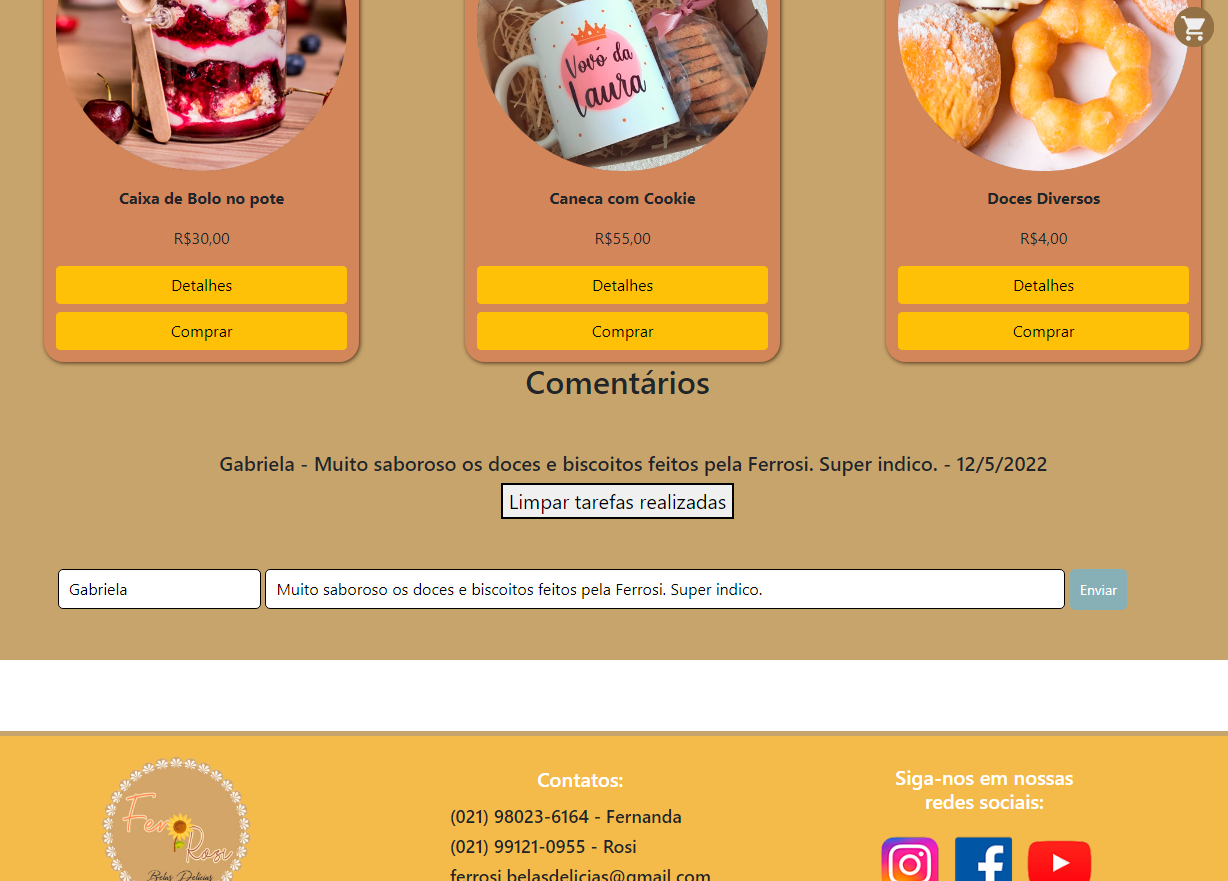 Vovó da
Laura
Caixa de Bolo no pote
R$30,00
Detalhes
Comprar
Caneca com Cookie
R$55,00
Detalhes
Comprar
Doces Diversos
R$4,00
Detalhes
Comprar
Comentários
Gabriela - Muito saboroso os doces e biscoitos feitos pela Ferrosi. Super indico. - 12/5/2022
Limpar tarefas realizadas
Gabriela
Muito saboroso os doces e biscoitos feitos pela Ferrosi. Super indico.
Enviar
Fer
Rosi
Belas Delícias
Contatos:
(021) 98023-6164 - Fernanda
(021) 99121-0955 - Rosi
ferrosi.belasdelicias@gmail.com
Siga-nos em nossas
redes sociais: